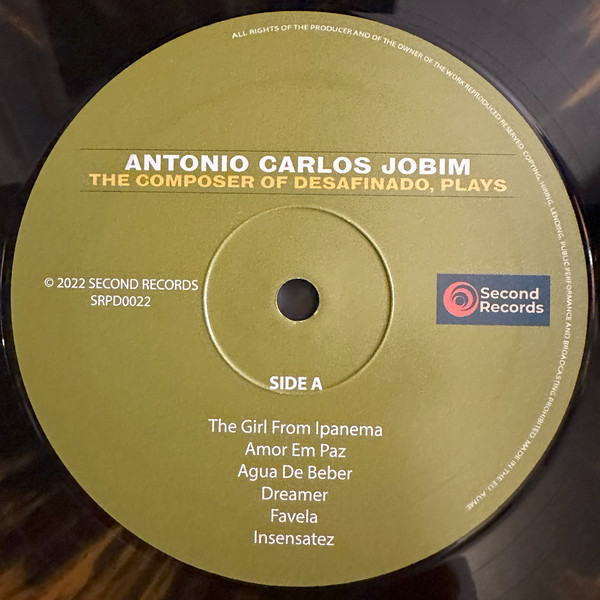 ALL RIGHTS OF THE PRODUCER AND OF THE OWNER OF THE WORK REPRODUCED RESERVED. COPYING, HIRING, LENDING, PUBLIC PERFORMANCE AND BROADCASTING PROHIBITED. MADE IN THE EU.
ANTONIO CARLOS JOBIM
THE COMPOSER OF DESAFINADO, PLAYS
© 2022 SECOND RECORDS
SRPD0022
Second
Records
SIDE A
The Girl From Ipanema
Amor Em Paz
Agua De Beber
Dreamer
Favela
Insensatez